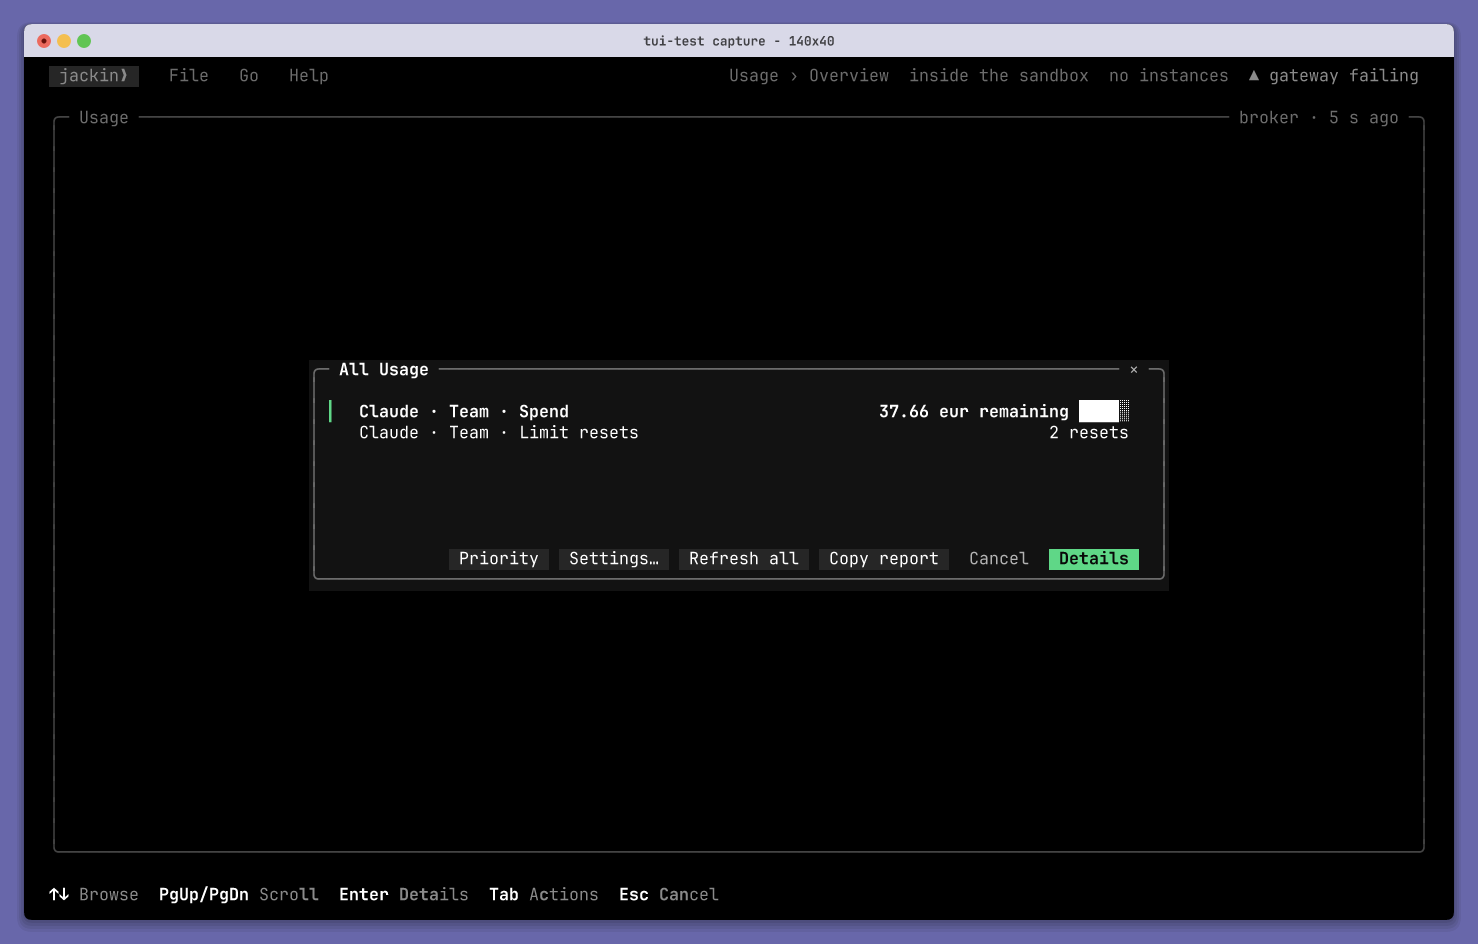 tui-test capture - 140x40
jackin⟩ File Go Help Usage › Overview inside the sandbox no instances ▲ gateway failing
Usage broker · 5 s ago
All Usage ×
Claude · Team · Spend 37.66 eur remaining
Claude · Team · Limit resets 2 resets
Priority Settings… Refresh all Copy report Cancel Details
↑↓ Browse PgUp/PgDn Scroll Enter Details Tab Actions Esc Cancel